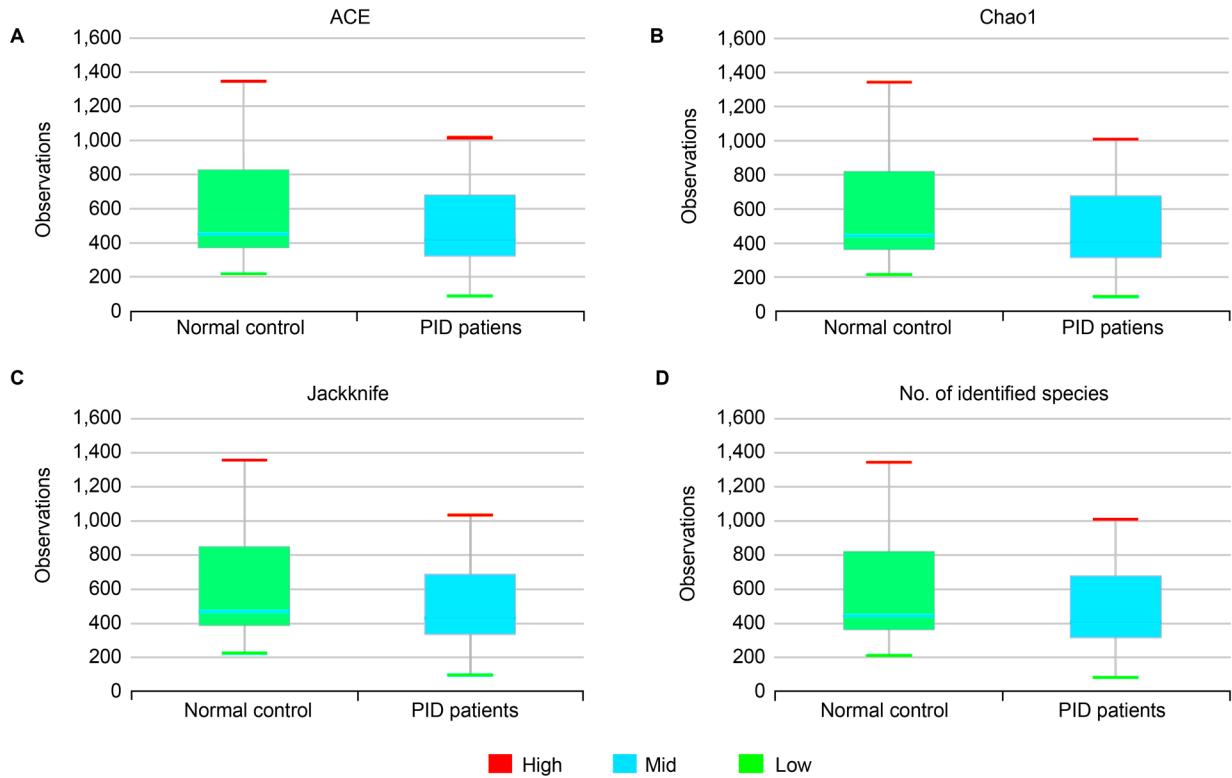 A
ACE
Observations
1,600
1,400
1,200
1,000
800
600
400
200
0
Normal control
PID patiens
B
Chao1
Observations
1,600
1,400
1,200
1,000
800
600
400
200
0
Normal control
PID patiens
C
Jackknife
Observations
1,600
1,400
1,200
1,000
800
600
400
200
0
Normal control
PID patients
D
No. of identified species
Observations
1,600
1,400
1,200
1,000
800
600
400
200
0
Normal control
PID patients
High
Mid
Low